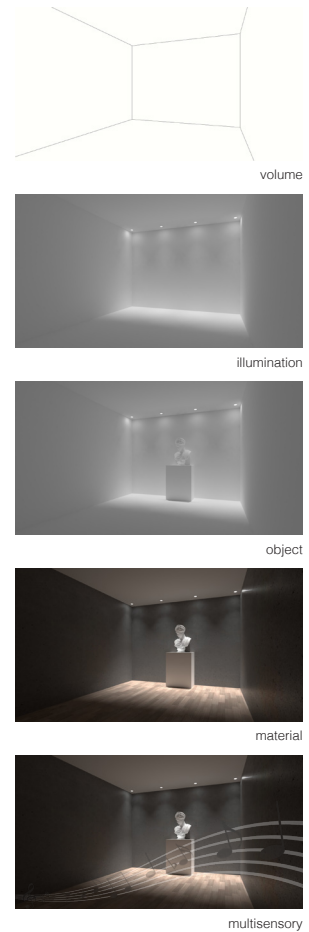 volume
illumination
object
material
multisensory